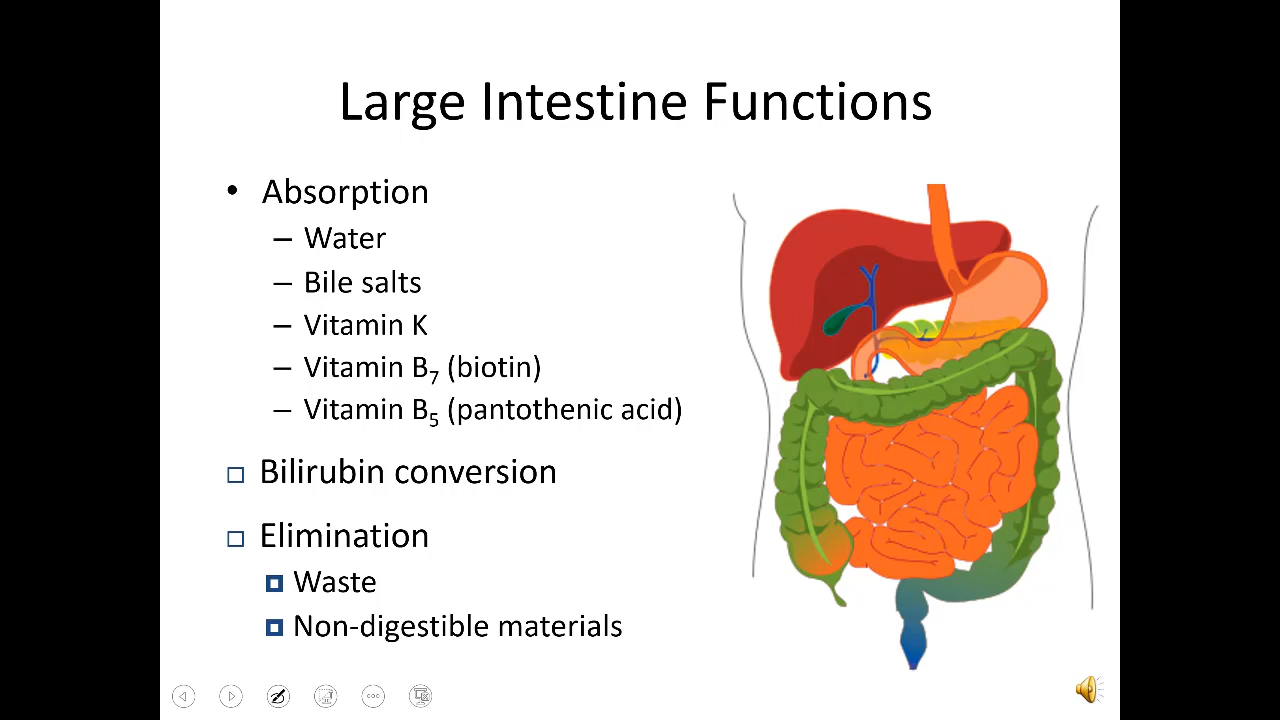 Large Intestine Functions
• Absorption
– Water
– Bile salts
– Vitamin K
– Vitamin B₇ (biotin)
– Vitamin B₅ (pantothenic acid)
Bilirubin conversion
Elimination
Waste
Non-digestible materials